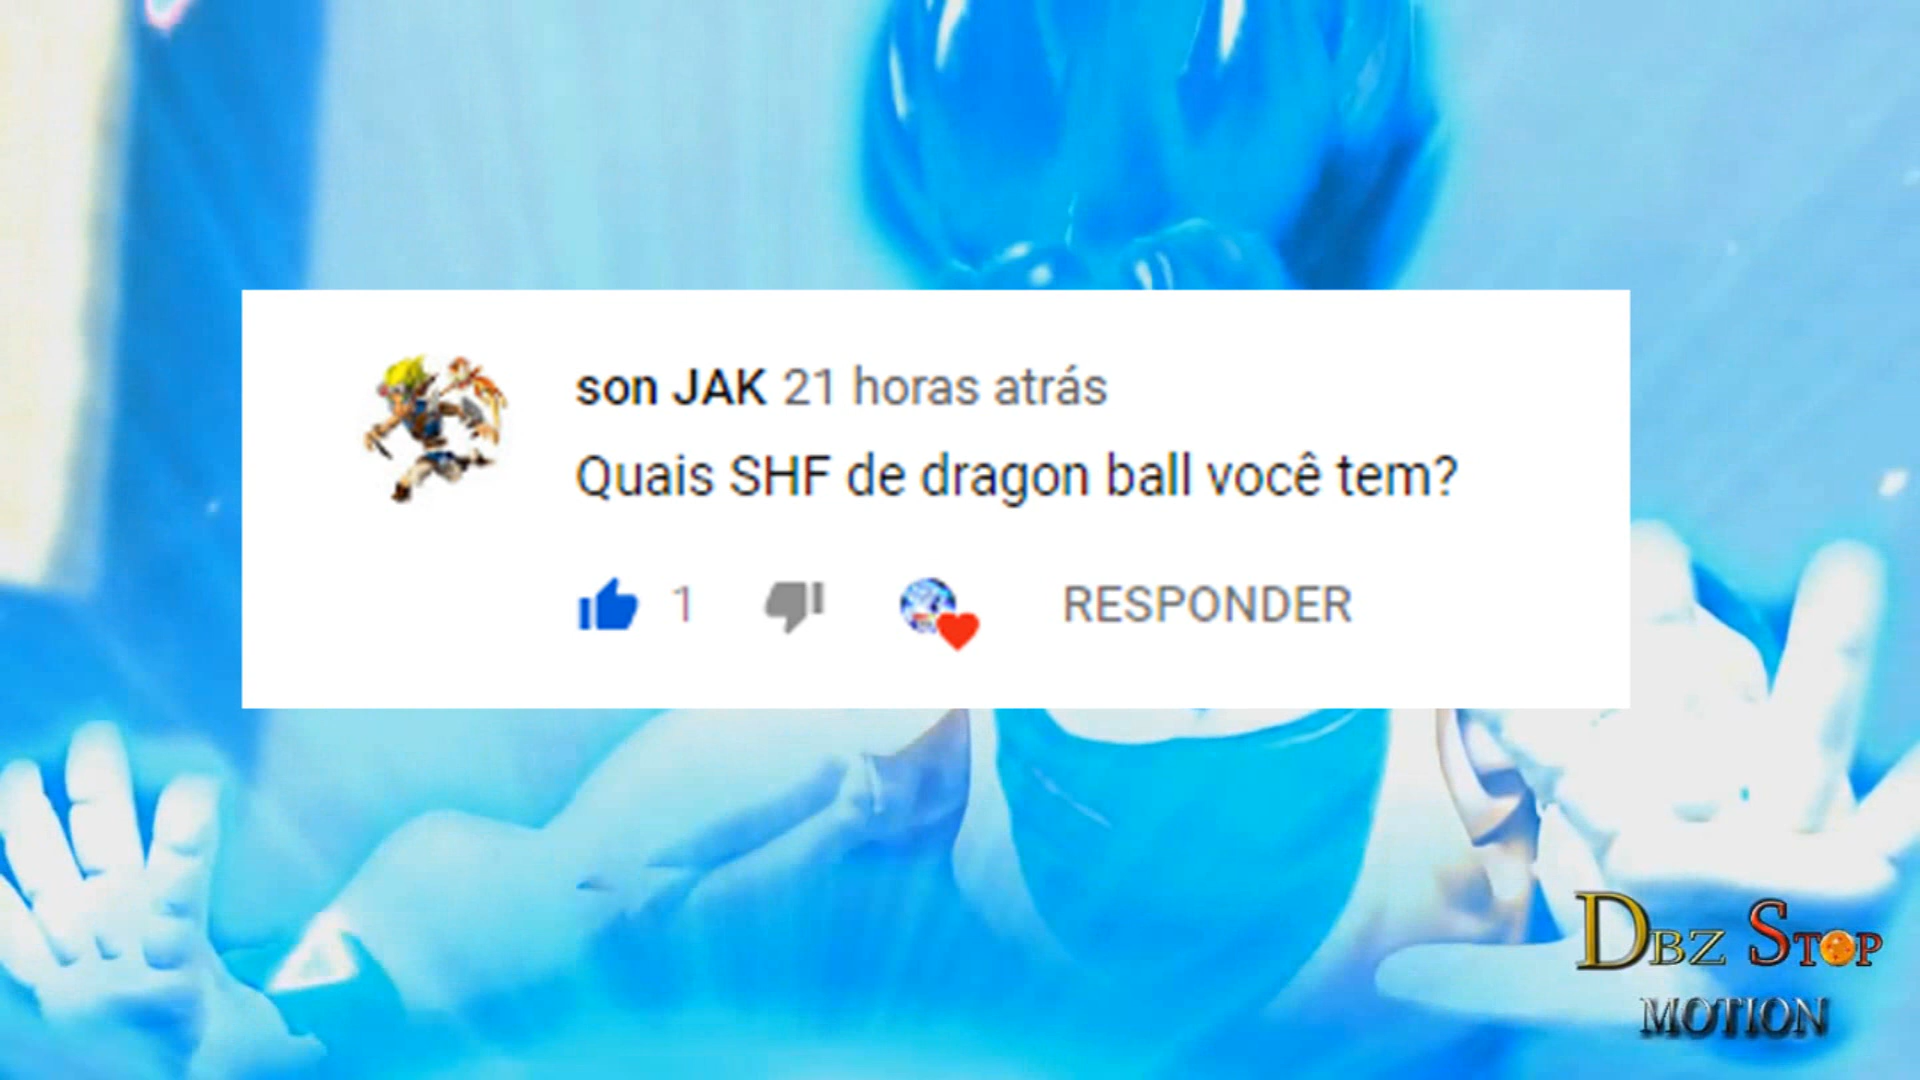 son JAK 21 horas atrás
Quais SHF de dragon ball você tem?
1
RESPONDER
DBZ STOP
MOTION